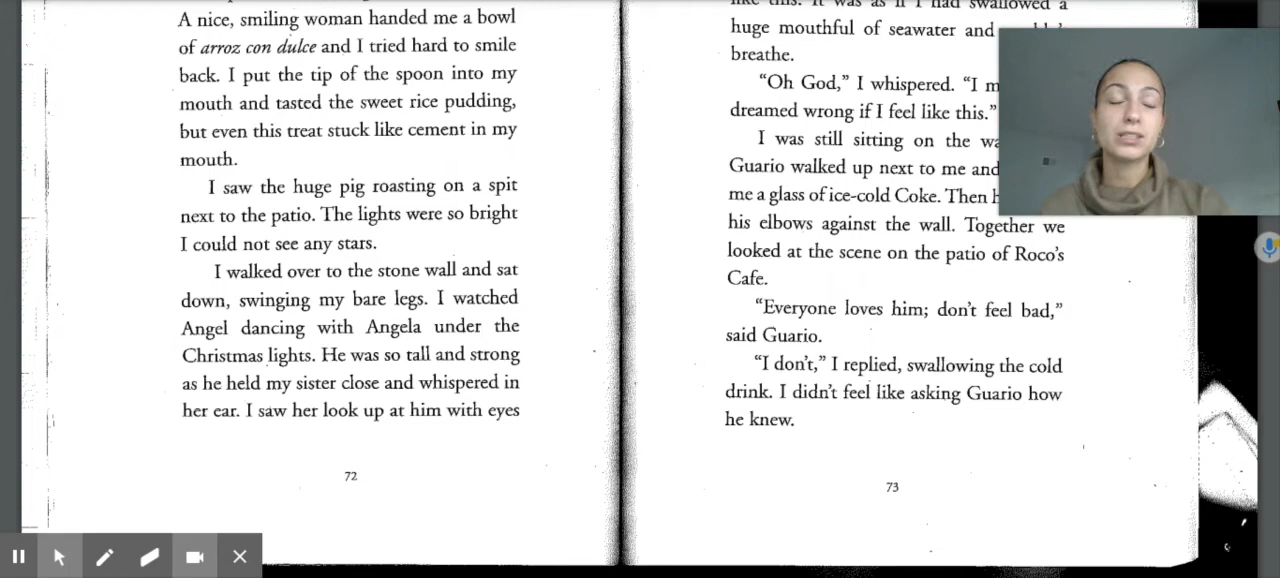 A nice, smiling woman handed me a bowl
of arroz con dulce and I tried hard to smile
back. I put the tip of the spoon into my
mouth and tasted the sweet rice pudding,
but even this treat stuck like cement in my
mouth.
I saw the huge pig roasting on a spit
next to the patio. The lights were so bright
I could not see any stars.
I walked over to the stone wall and sat
down, swinging my bare legs. I watched
Angel dancing with Angela under the
Christmas lights. He was so tall and strong
as he held my sister close and whispered in
her ear. I saw her look up at him with eyes
72
like this. It was as if I had swallowed a
huge mouthful of seawater and
breathe.
“Oh God,” I whispered. “I
dreamed wrong if I feel like this.”
I was still sitting on the
Guario walked up next to me and
me a glass of ice-cold Coke. Then
his elbows against the wall. Together we
looked at the scene on the patio of Roco’s
Cafe.
“Everyone loves him; don’t feel bad,”
said Guario.
“I don’t,” I replied, swallowing the cold
drink. I didn’t feel like asking Guario how
he knew.
73